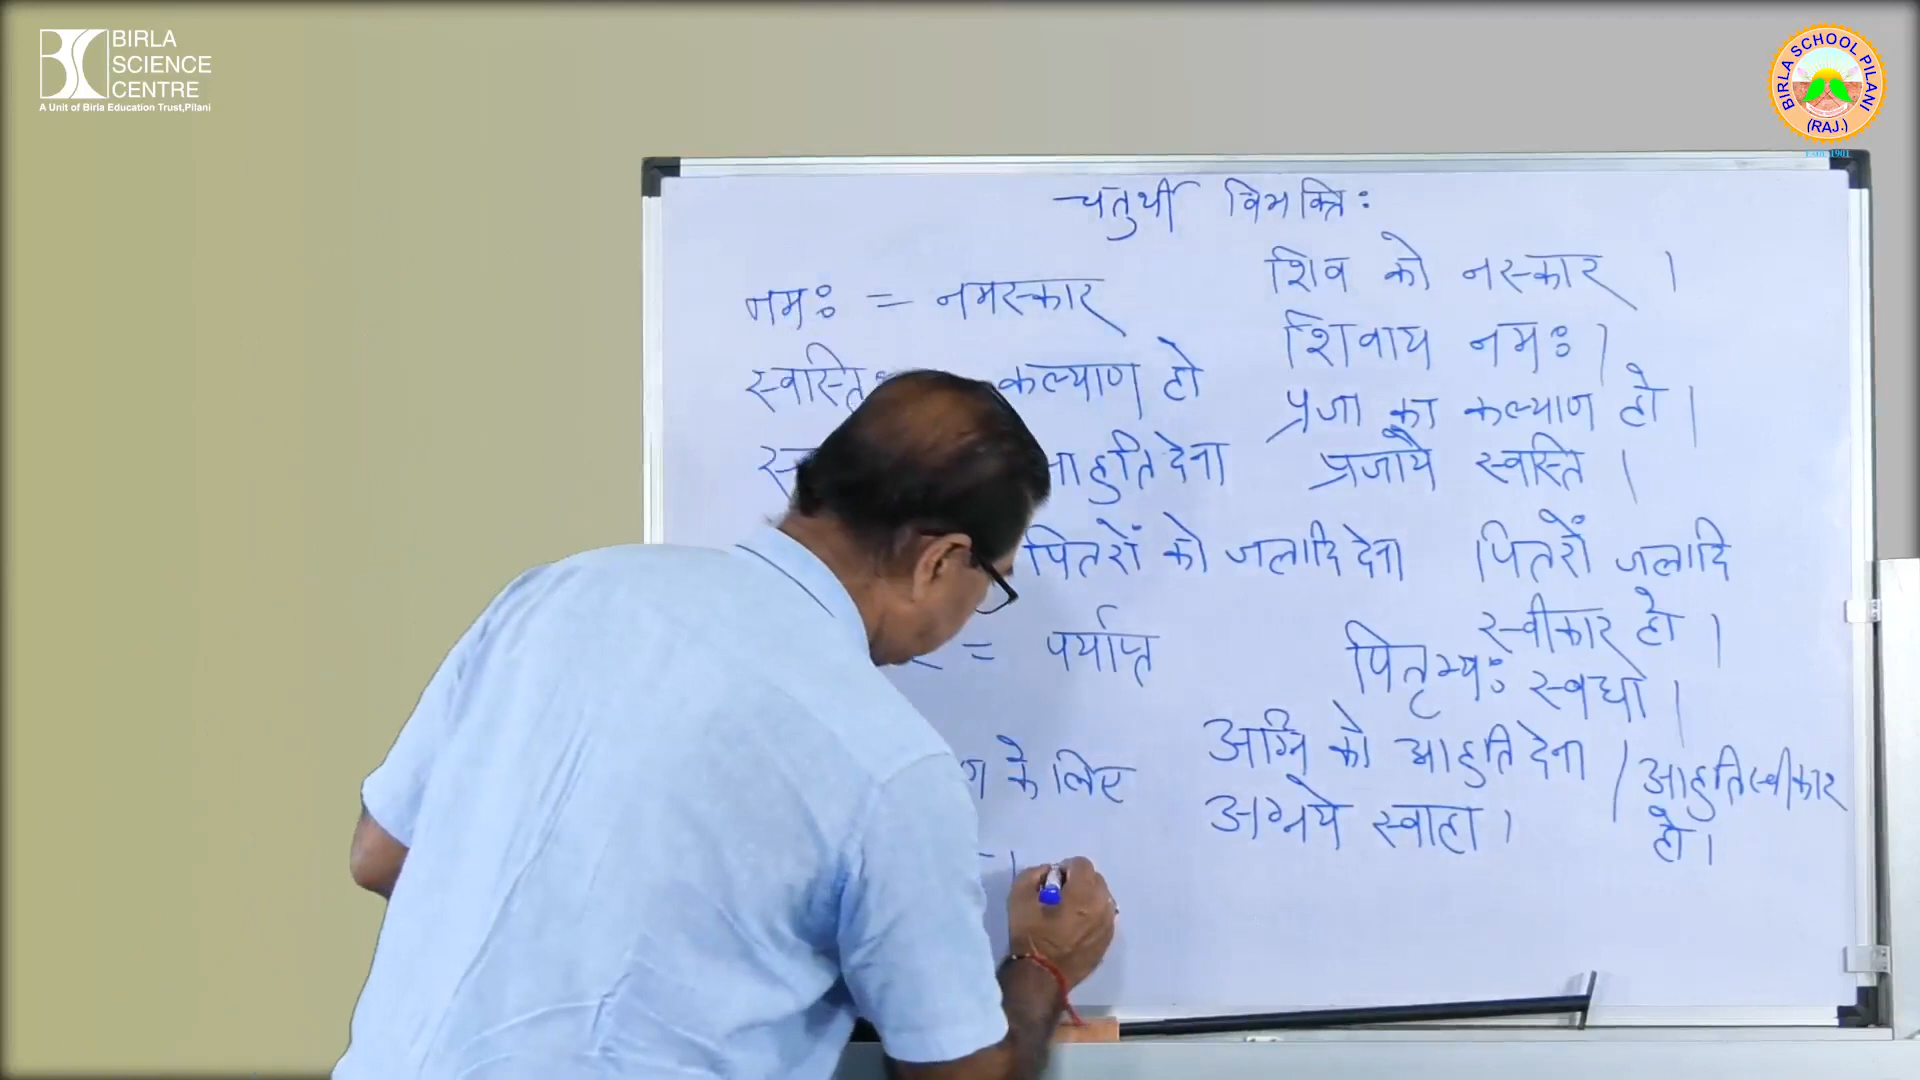 BIRLA
SCIENCE
CENTRE
A Unit of Birla Education Trust,Pilani
BIRLA SCHOOL PILANI
(RAJ.)
चतुर्थी विभक्ति:
नमः = नमस्कार
स्वस्ति कल्याण हो
आहुति देना
पितरों को जलादि देना
= पर्याप्त
के लिए
शिव को नस्कार ।
शिवाय नमः ।
प्रजा का कल्याण हो ।
प्रजायै स्वस्ति ।
पितरों जलादि
स्वीकार हो ।
पितृभ्यः स्वधा ।
अग्नि को आहुति देना / आहुति स्वीकार
हो ।
अग्नये स्वाहा ।